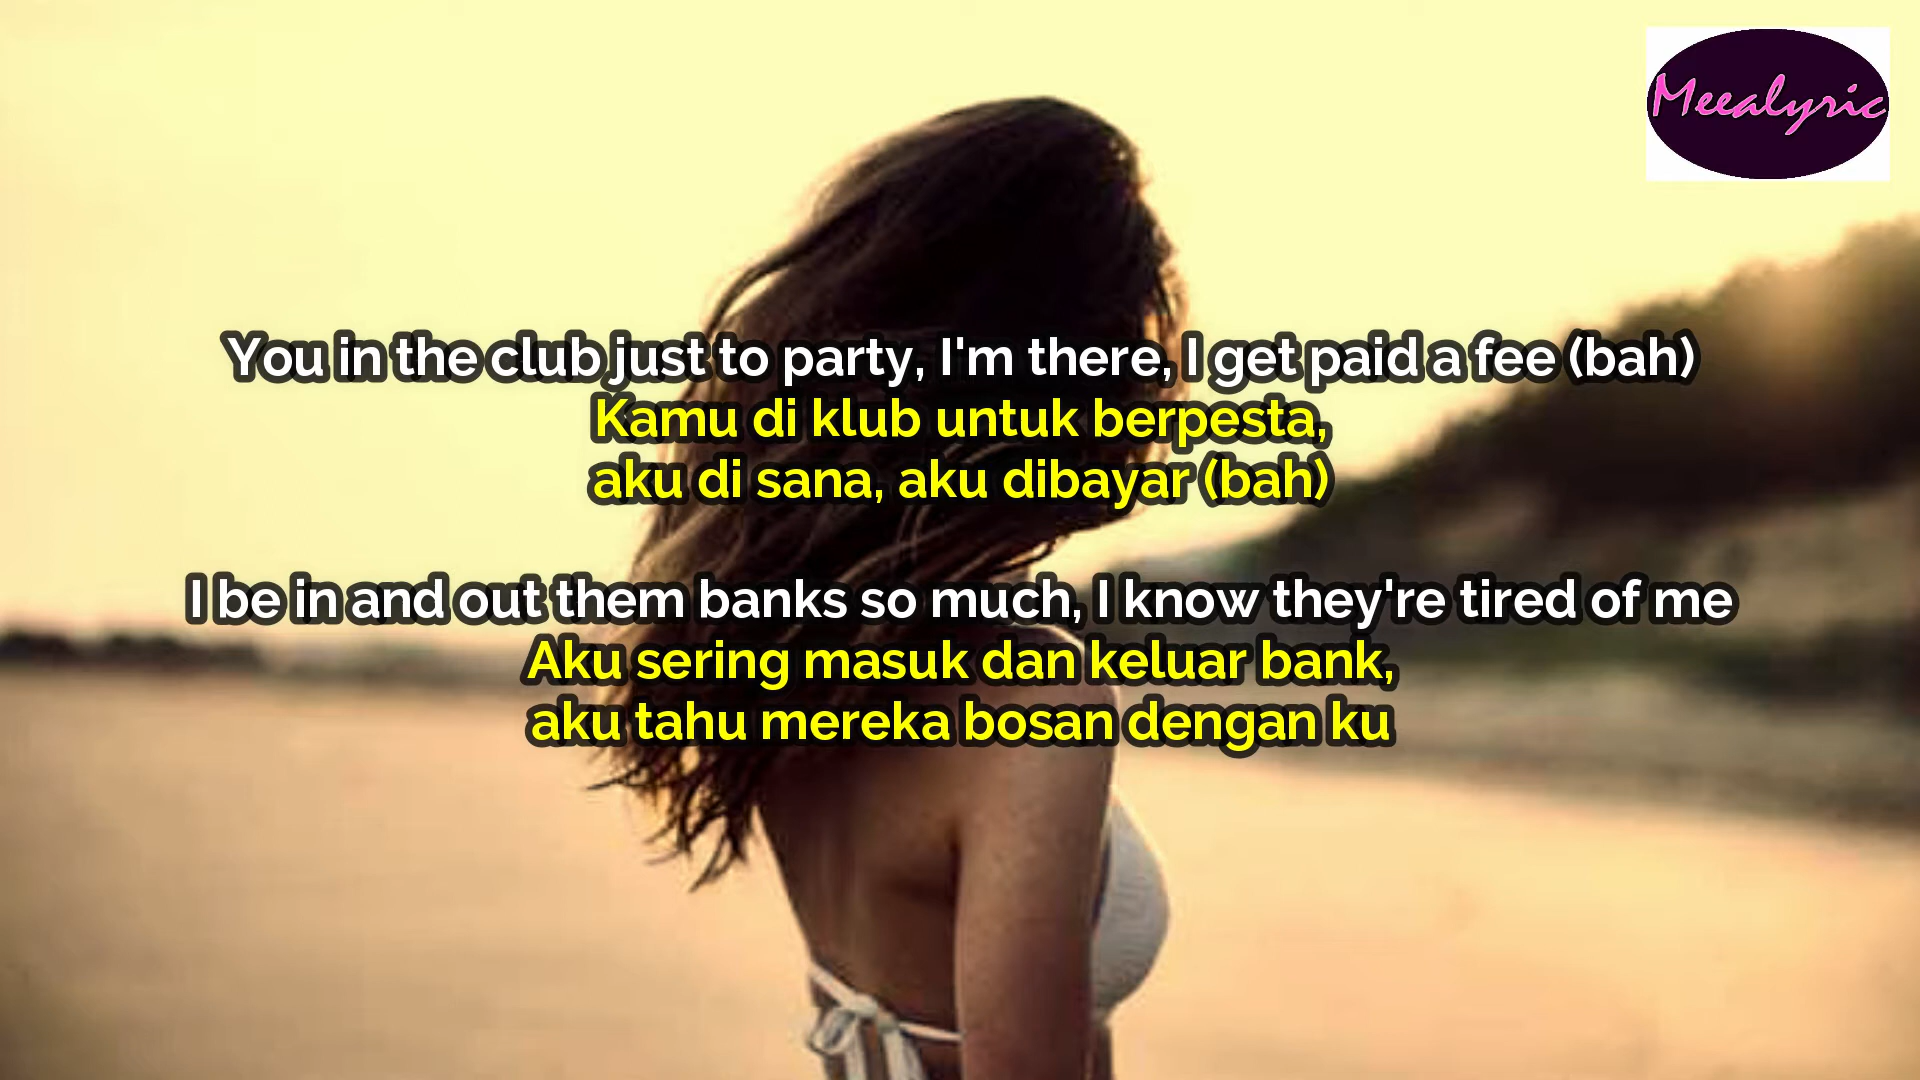 Meealyric
You in the club just to party, I'm there, I get paid a fee (bah)
Kamu di klub untuk berpesta,
aku di sana, aku dibayar (bah)
I be in and out them banks so much, I know they're tired of me
Aku sering masuk dan keluar bank,
aku tahu mereka bosan dengan ku